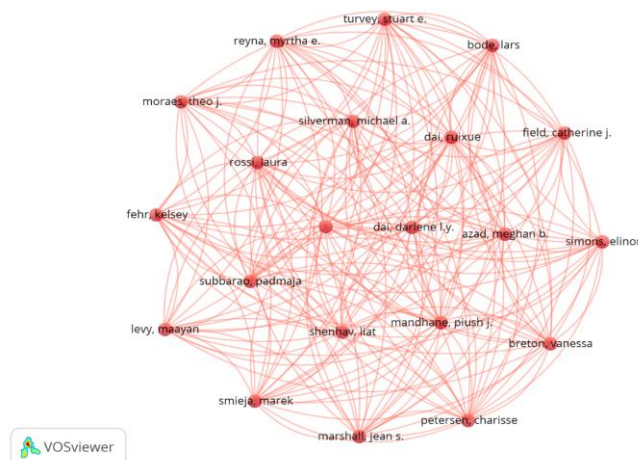 turvey, stuart e.
reyna, myrtha e.
bode, lars
moraes, theo j.
silverman, michael a.
dai, ruixue
field, catherine j.
rossi, laura
fehr, kelsey
dai, darlene l.y.
azad, meghan b.
simons, elinor
subbarao, padmaja
levy, maayan
shenhav, liat
mandhane, piush j.
breton, vanessa
smieja, marek
petersen, charisse
marshall, jean s.
VOSviewer